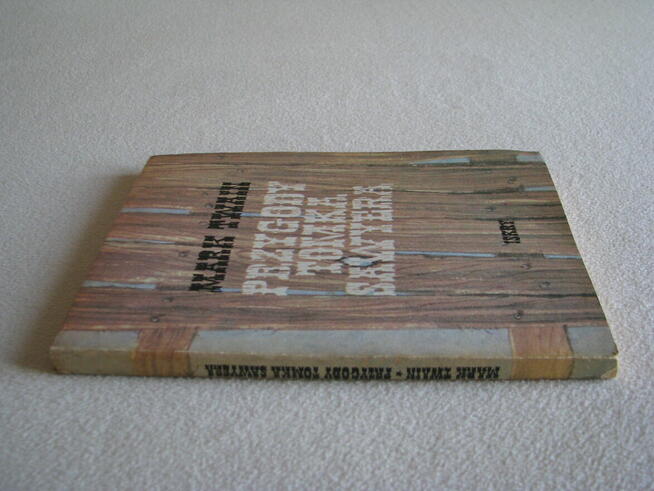 MARK TWAIN
PRZYGODY
TOMKA
SAWYERA
ISKRY
MARK TWAIN * PRZYGODY TOMKA SAWYERA